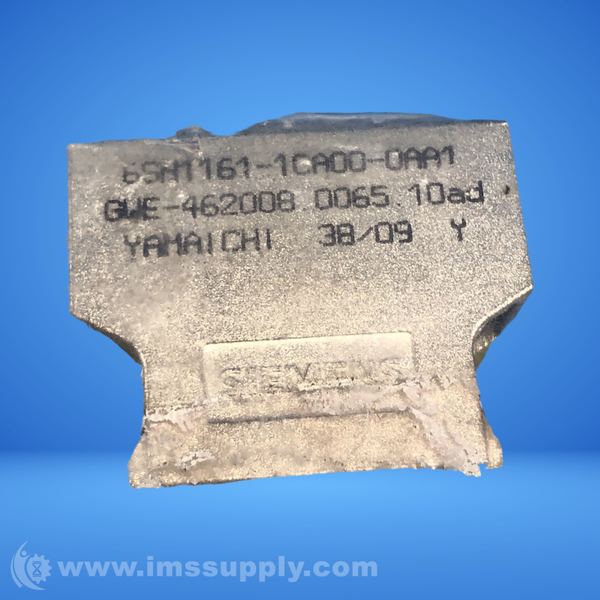 6SN1161-1CA00-0AA1
GWE-462008 0065.10ad
YAMAICHI 38/09 Y
SIEMENS
www.imssupply.com